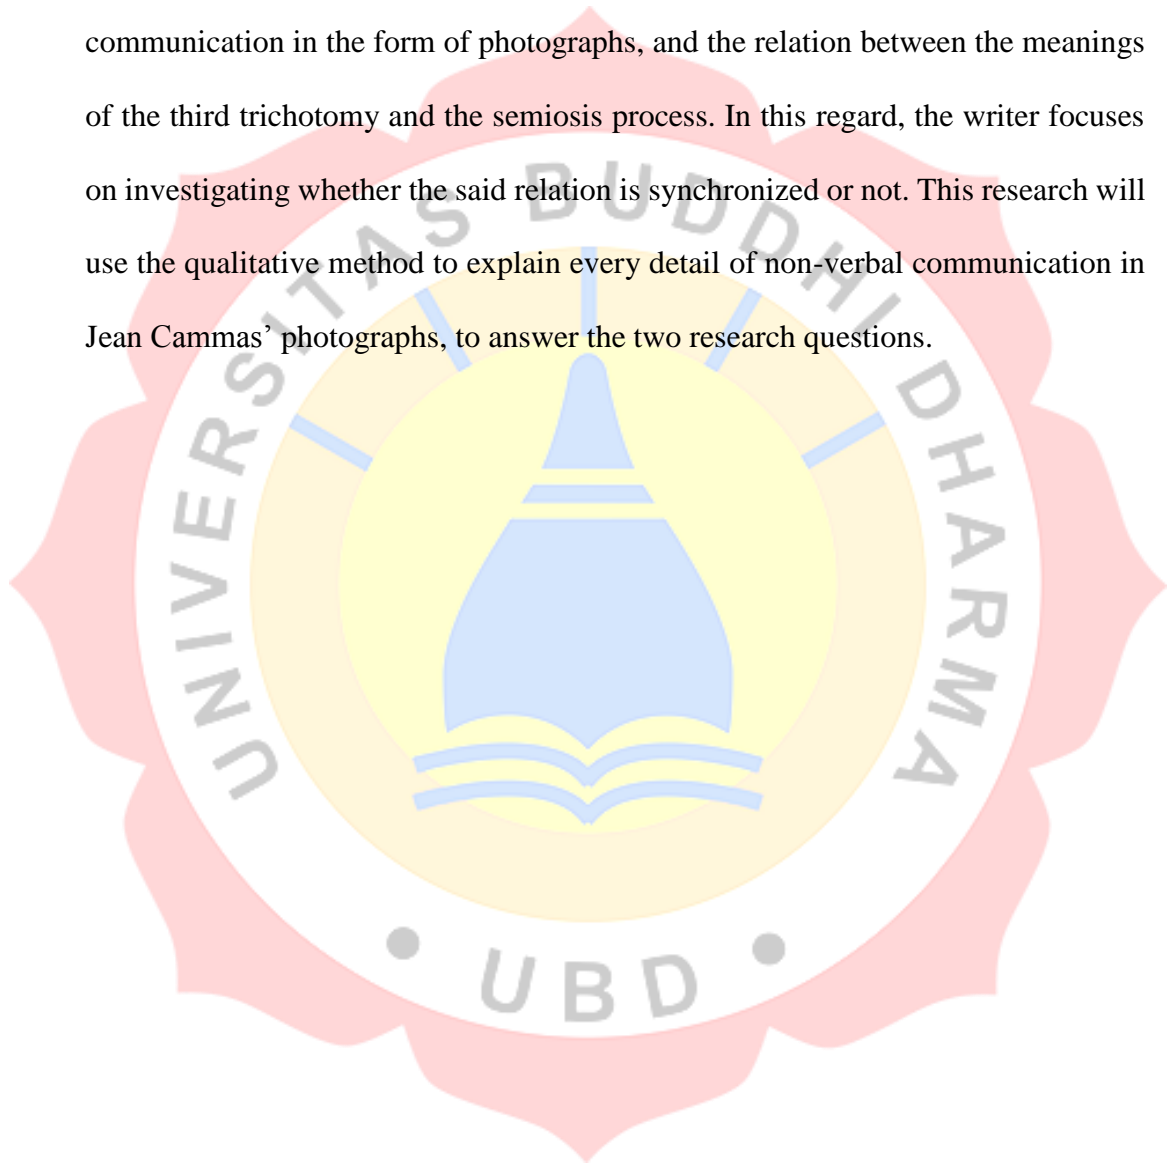 communication in the form of photographs, and the relation between the meanings
of the third trichotomy and the semiosis process. In this regard, the writer focuses
on investigating whether the said relation is synchronized or not. This research will
use the qualitative method to explain every detail of non-verbal communication in
Jean Cammas’ photographs, to answer the two research questions.
UNIVERSITAS BUDDHI DHARMA
• UBD •